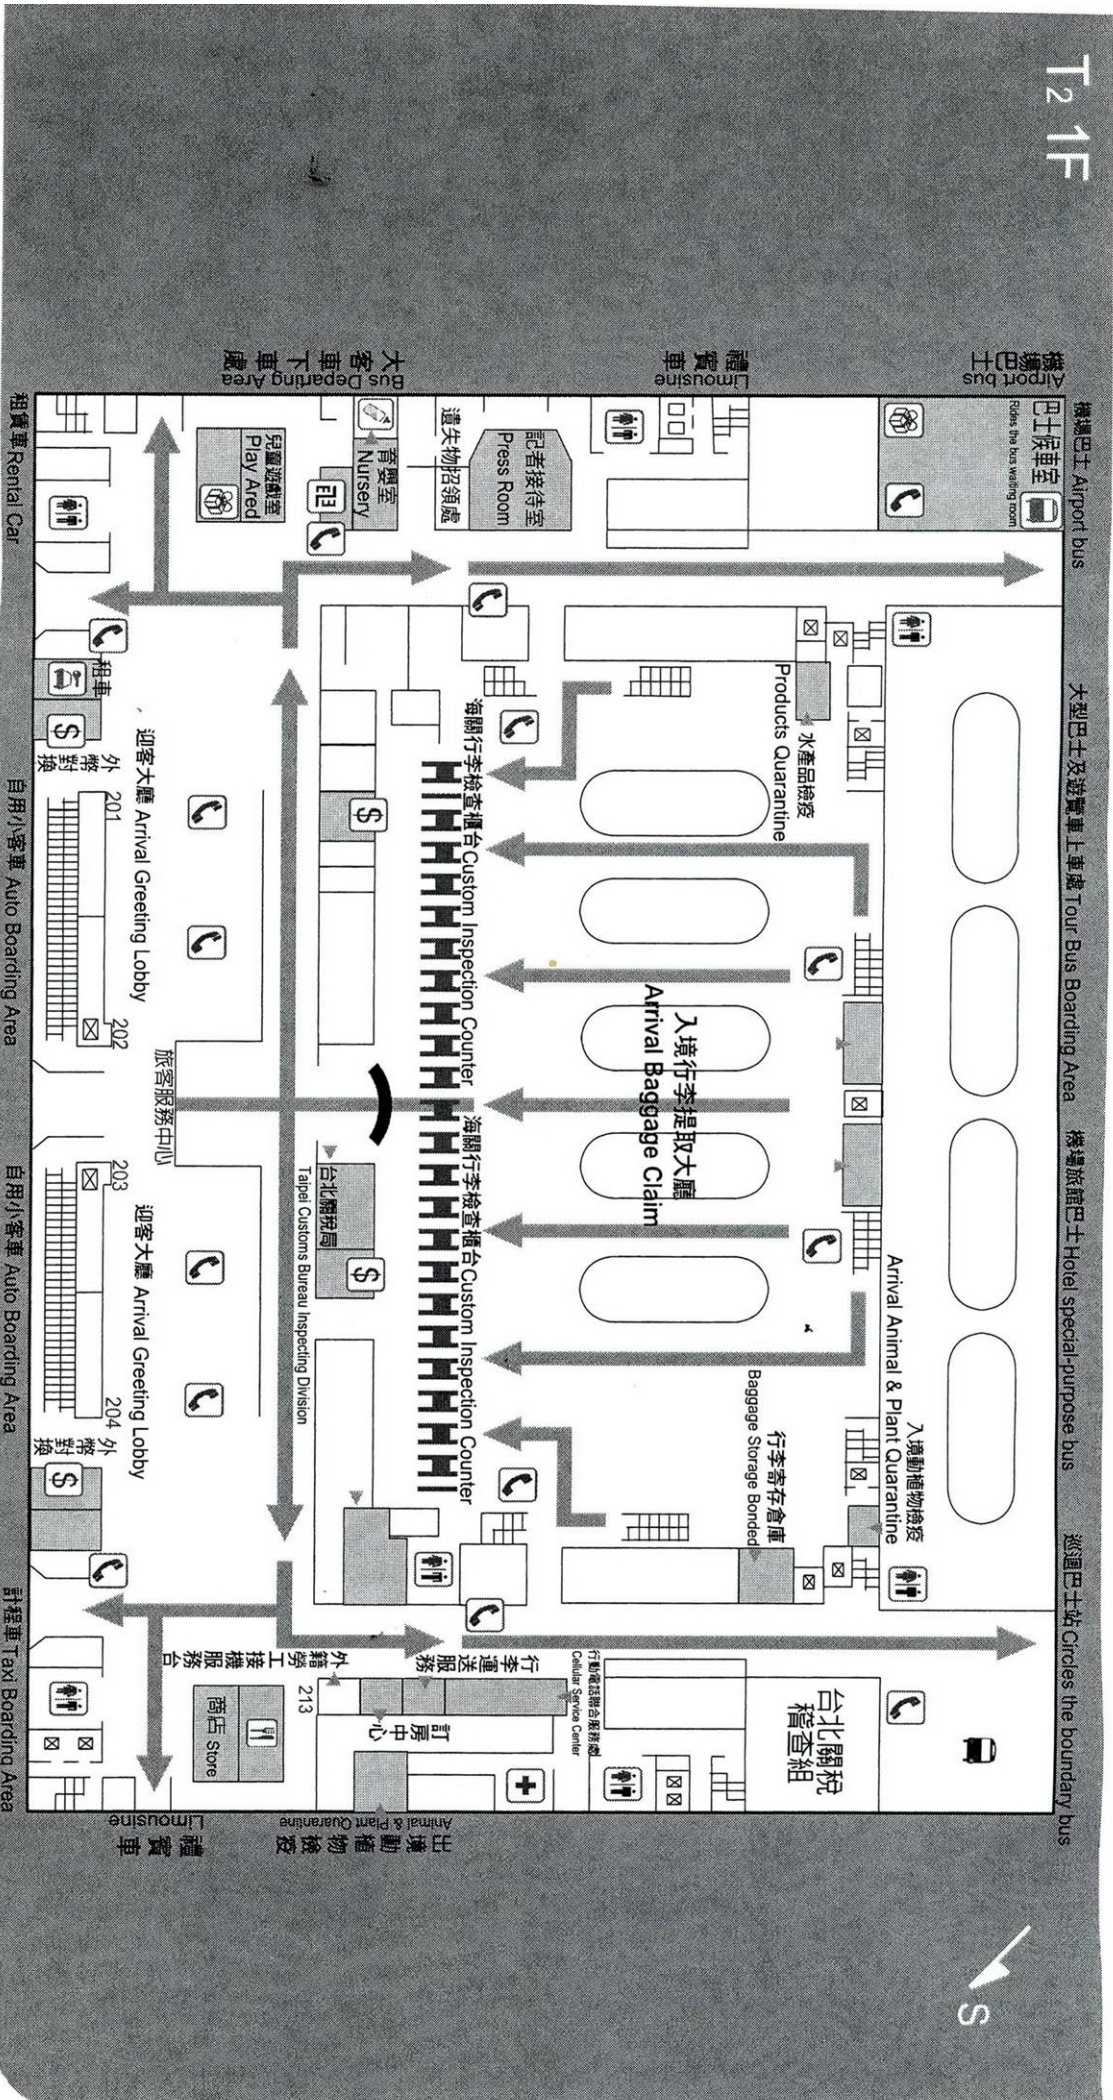 T2 1F
機場巴士 Airport bus
大型巴士及遊覽車上車處 Tour Bus Boarding Area
機場旅館巴士 Hotel special-purpose bus
巡迴巴士站 Circles the boundary bus
機場巴士
Airport bus
巴士候車室
Rides the bus waiting room
禮賓車
Limousine
記者接待室
Press Room
遺失物招領處
育嬰室
Nursery
大客車下車處
Bus Departing Area
兒童遊戲室
Play Ared
水產品檢疫
Products Quarantine
入境動植物檢疫
Arrival Animal & Plant Quarantine
入境行李提取大廳
Arrival Baggage Claim
行李寄存倉庫
Baggage Storage Bonded
海關行李檢查櫃台 Custom Inspection Counter
海關行李檢查櫃台 Custom Inspection Counter
$
$
台北關稅局
Taipei Customs Bureau Inspecting Division
台北關稅
稽查組
行動電話聯合服務處
Cellular Service Center
行李運送服務
外籍勞工接機服務台
213
訂房中心
商店 Store
出境動植物檢疫
Animal & Plant Quarantine
禮賓車
Limousine
旅客服務中心
迎客大廳 Arrival Greeting Lobby
迎客大廳 Arrival Greeting Lobby
租車
$
外幣對換
201
202
203
204
外幣對換
$
租賃車 Rental Car
自用小客車 Auto Boarding Area
自用小客車 Auto Boarding Area
計程車 Taxi Boarding Area
S